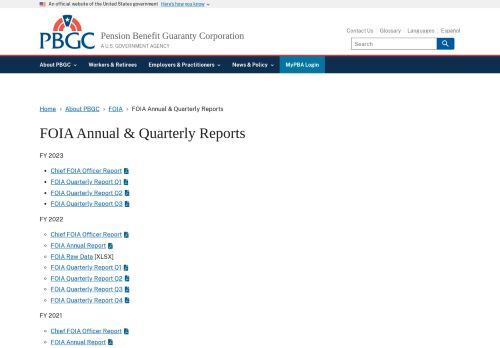 An official website of the United States government Here's how you know
PBGC
Pension Benefit Guaranty Corporation
A U.S. GOVERNMENT AGENCY
Contact Us Glossary Languages Español
Search
About PBGC Workers & Retirees Employers & Practitioners News & Policy MyPBA Login
Home › About PBGC › FOIA › FOIA Annual & Quarterly Reports
FOIA Annual & Quarterly Reports
FY 2023
Chief FOIA Officer Report
FOIA Quarterly Report Q1
FOIA Quarterly Report Q2
FOIA Quarterly Report Q3
FY 2022
Chief FOIA Officer Report
FOIA Annual Report
FOIA Raw Data [XLSX]
FOIA Quarterly Report Q1
FOIA Quarterly Report Q2
FOIA Quarterly Report Q3
FOIA Quarterly Report Q4
FY 2021
Chief FOIA Officer Report
FOIA Annual Report